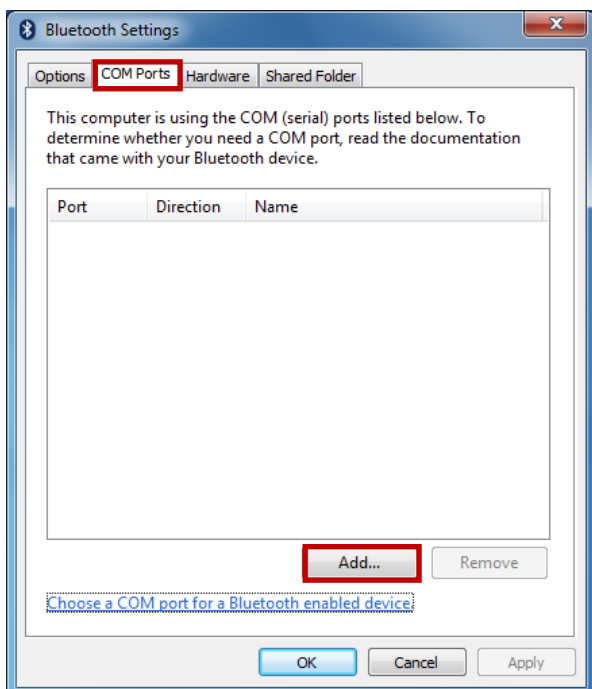 Bluetooth Settings
Options COM Ports Hardware Shared Folder
This computer is using the COM (serial) ports listed below. To
determine whether you need a COM port, read the documentation
that came with your Bluetooth device.
Port Direction Name
Add... Remove
Choose a COM port for a Bluetooth enabled device.
OK Cancel Apply